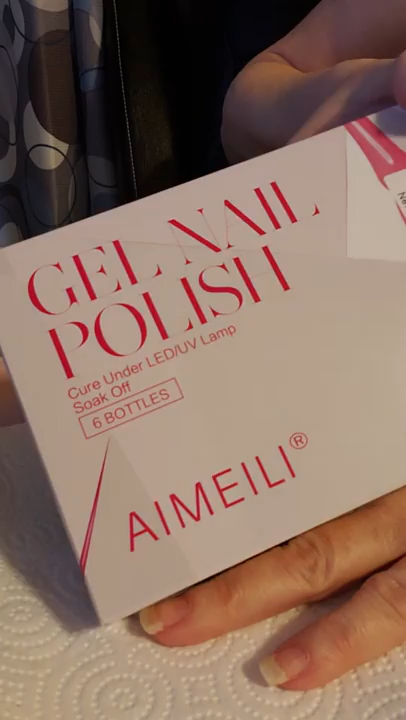 GEL NAIL
POLISH
Cure Under LED/UV Lamp
Soak Off
6 BOTTLES
AIMEILI®